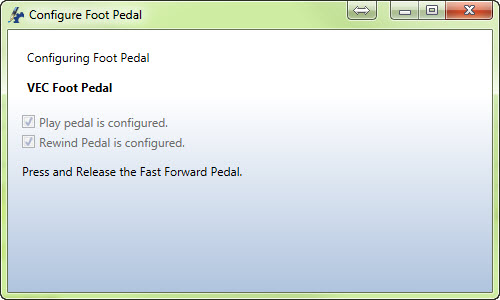 Configure Foot Pedal
Configuring Foot Pedal
VEC Foot Pedal
Play pedal is configured.
Rewind Pedal is configured.
Press and Release the Fast Forward Pedal.